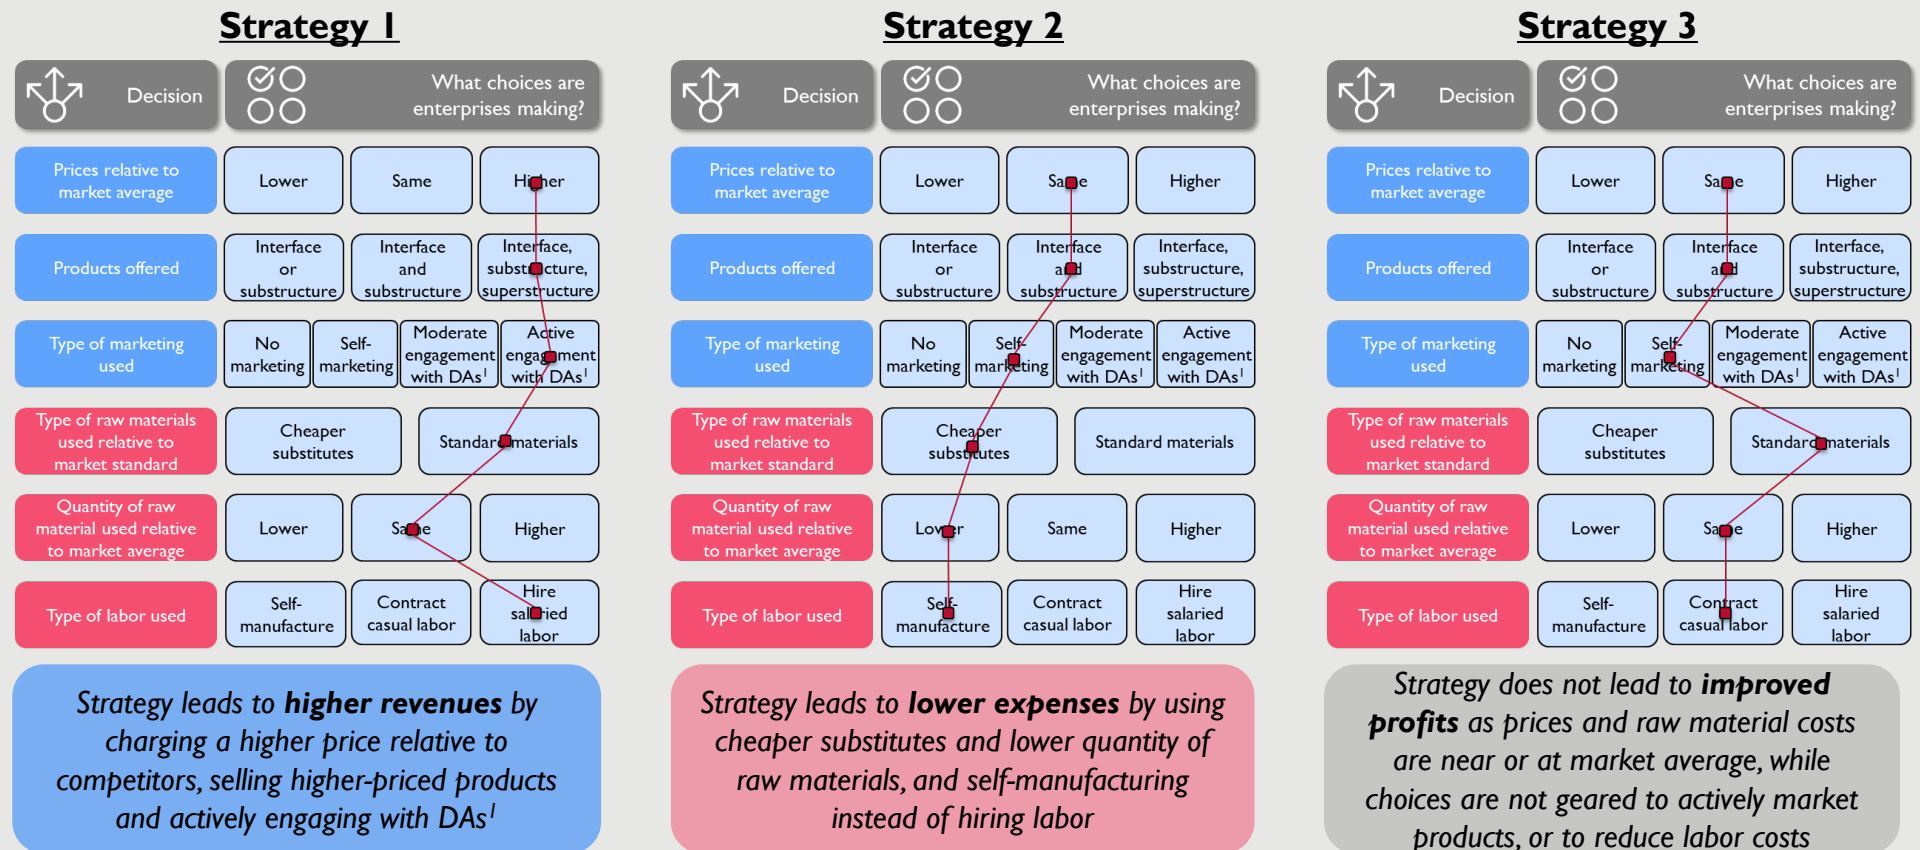 Strategy 1
Decision
What choices are
enterprises making?
Prices relative to
market average
Lower
Same
Higher
Products offered
Interface
or
substructure
Interface
and
substructure
Interface,
substructure,
superstructure
Type of marketing
used
No
marketing
Self-
marketing
Moderate
engagement
with DAs¹
Active
engagement
with DAs¹
Type of raw materials
used relative to
market standard
Cheaper
substitutes
Standard materials
Quantity of raw
material used relative
to market average
Lower
Same
Higher
Type of labor used
Self-
manufacture
Contract
casual labor
Hire
salaried
labor
Strategy leads to higher revenues by
charging a higher price relative to
competitors, selling higher-priced products
and actively engaging with DAs¹
Strategy 2
Decision
What choices are
enterprises making?
Prices relative to
market average
Lower
Same
Higher
Products offered
Interface
or
substructure
Interface
and
substructure
Interface,
substructure,
superstructure
Type of marketing
used
No
marketing
Self-
marketing
Moderate
engagement
with DAs¹
Active
engagement
with DAs¹
Type of raw materials
used relative to
market standard
Cheaper
substitutes
Standard materials
Quantity of raw
material used relative
to market average
Lower
Same
Higher
Type of labor used
Self-
manufacture
Contract
casual labor
Hire
salaried
labor
Strategy leads to lower expenses by using
cheaper substitutes and lower quantity of
raw materials, and self-manufacturing
instead of hiring labor
Strategy 3
Decision
What choices are
enterprises making?
Prices relative to
market average
Lower
Same
Higher
Products offered
Interface
or
substructure
Interface
and
substructure
Interface,
substructure,
superstructure
Type of marketing
used
No
marketing
Self-
marketing
Moderate
engagement
with DAs¹
Active
engagement
with DAs¹
Type of raw materials
used relative to
market standard
Cheaper
substitutes
Standard materials
Quantity of raw
material used relative
to market average
Lower
Same
Higher
Type of labor used
Self-
manufacture
Contract
casual labor
Hire
salaried
labor
Strategy does not lead to improved
profits as prices and raw material costs
are near or at market average, while
choices are not geared to actively market
products, or to reduce labor costs